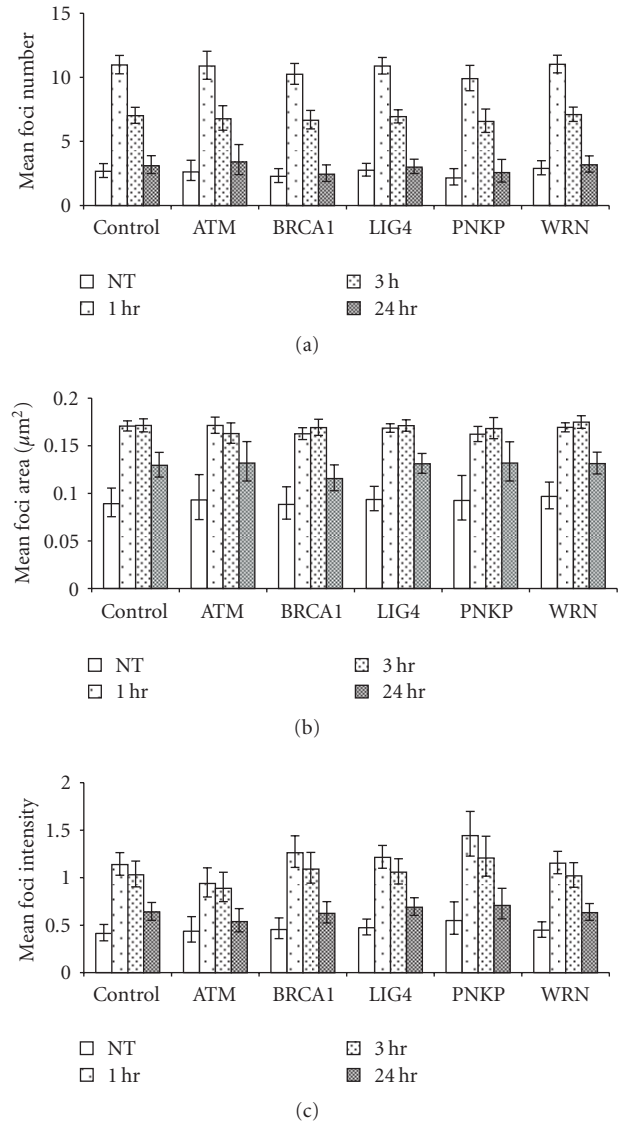 15
10
5
0
Mean foci number
Control ATM BRCA1 LIG4 PNKP WRN
NT 3 h
1 hr 24 hr
(a)
0.2
0.15
0.1
0.05
0
Mean foci area (μm²)
Control ATM BRCA1 LIG4 PNKP WRN
NT 3 hr
1 hr 24 hr
(b)
2
1.5
1
0.5
0
Mean foci intensity
Control ATM BRCA1 LIG4 PNKP WRN
NT 3 hr
1 hr 24 hr
(c)